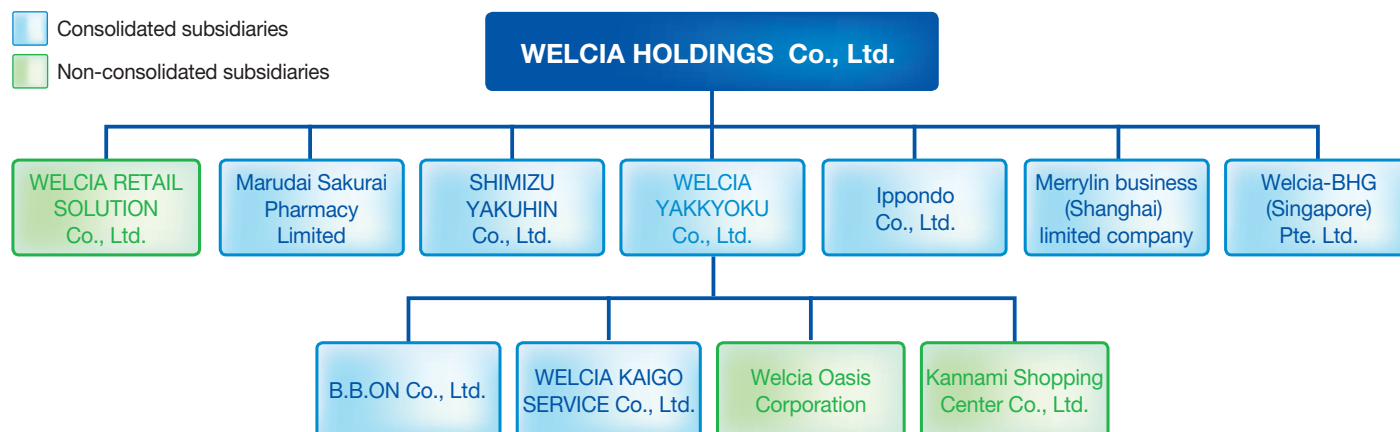 Consolidated subsidiaries
Non-consolidated subsidiaries
WELCIA HOLDINGS Co., Ltd.
WELCIA RETAIL
SOLUTION
Co., Ltd.
Marudai Sakurai
Pharmacy
Limited
SHIMIZU
YAKUHIN
Co., Ltd.
WELCIA
YAKKYOKU
Co., Ltd.
Ippondo
Co., Ltd.
Merrylin business
(Shanghai)
limited company
Welcia-BHG
(Singapore)
Pte. Ltd.
B.B.ON Co., Ltd.
WELCIA KAIGO
SERVICE Co., Ltd.
Welcia Oasis
Corporation
Kannami Shopping
Center Co., Ltd.